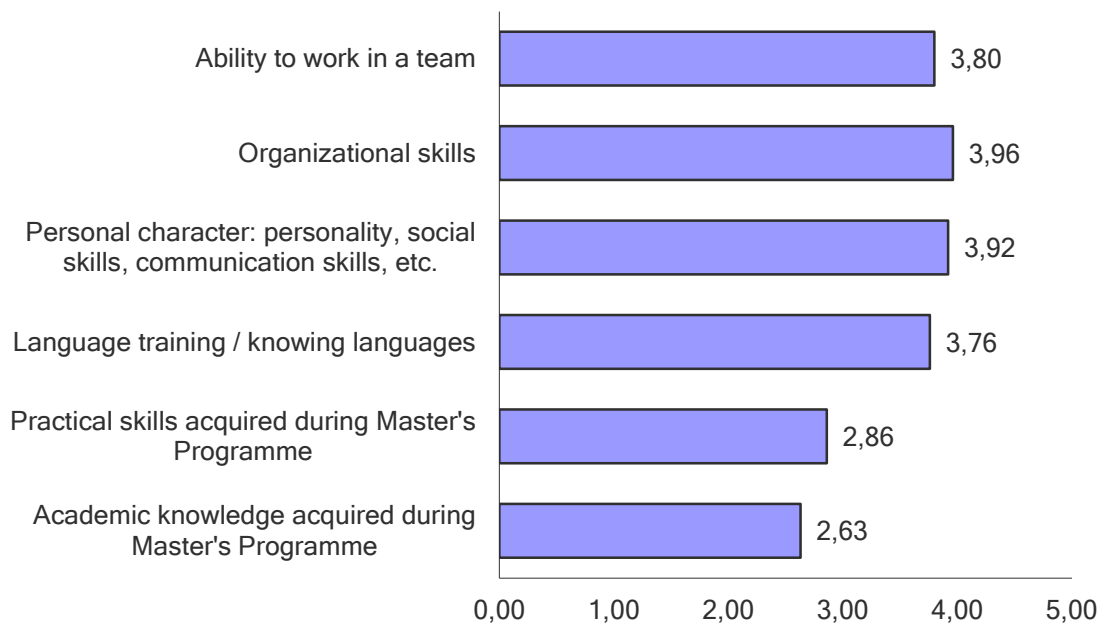 Ability to work in a team
3,80
Organizational skills
3,96
Personal character: personality, social
skills, communication skills, etc.
3,92
Language training / knowing languages
3,76
Practical skills acquired during Master's
Programme
2,86
Academic knowledge acquired during
Master's Programme
2,63
0,00 1,00 2,00 3,00 4,00 5,00